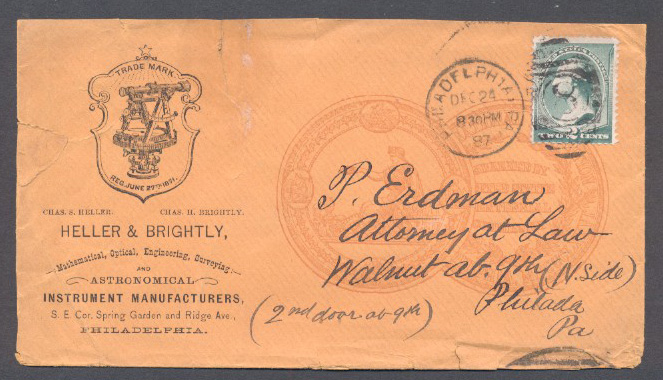 TRADE MARK
REG. JUNE 27TH 1871.
CHAS. S. HELLER. CHAS. H. BRIGHTLY.
HELLER & BRIGHTLY,
Mathematical, Optical, Engineering, Surveying
AND
ASTRONOMICAL
INSTRUMENT MANUFACTURERS,
S. E. Cor. Spring Garden and Ridge Ave.,
PHILADELPHIA.
PHILADELPHIA, PA
DEC 24
8 30 PM
87
TWO 2 CENTS
P. Erdman
Attorney at Law
Walnut ab. 9th (N. Side)
Philada
Pa
(2nd door ab 9th)